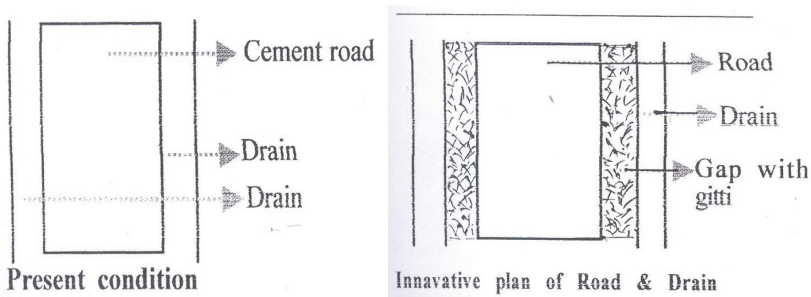 Cement road
Drain
Drain
Present condition
Road
Drain
Gap with
gitti
Innavative plan of Road & Drain